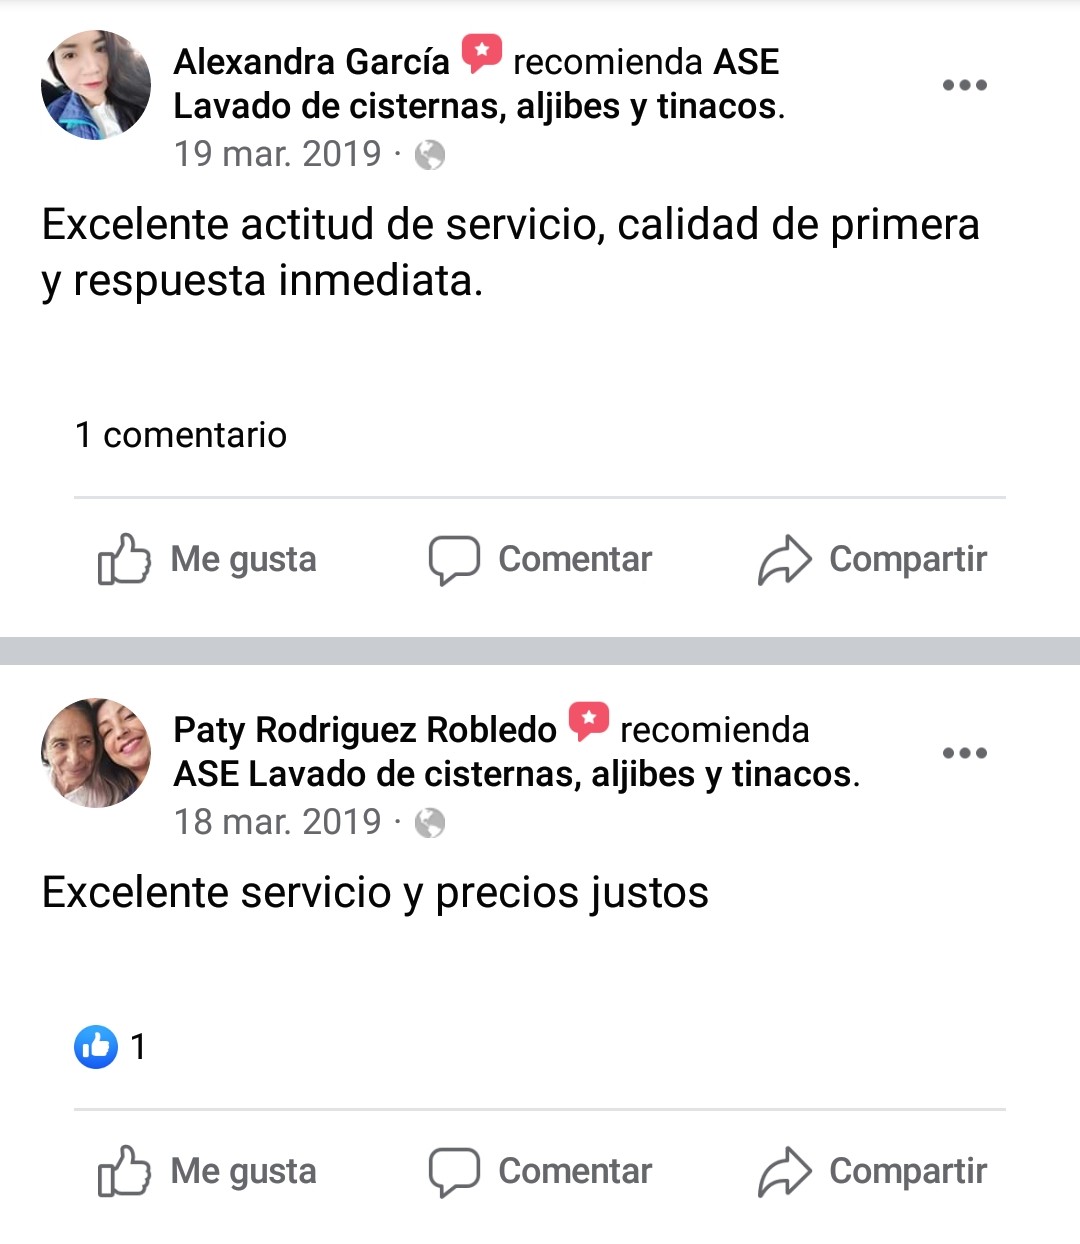 Alexandra García recomienda ASE
Lavado de cisternas, aljibes y tinacos.
19 mar. 2019 ·
Excelente actitud de servicio, calidad de primera
y respuesta inmediata.
1 comentario
Me gusta Comentar Compartir
Paty Rodriguez Robledo recomienda
ASE Lavado de cisternas, aljibes y tinacos.
18 mar. 2019 ·
Excelente servicio y precios justos
1
Me gusta Comentar Compartir